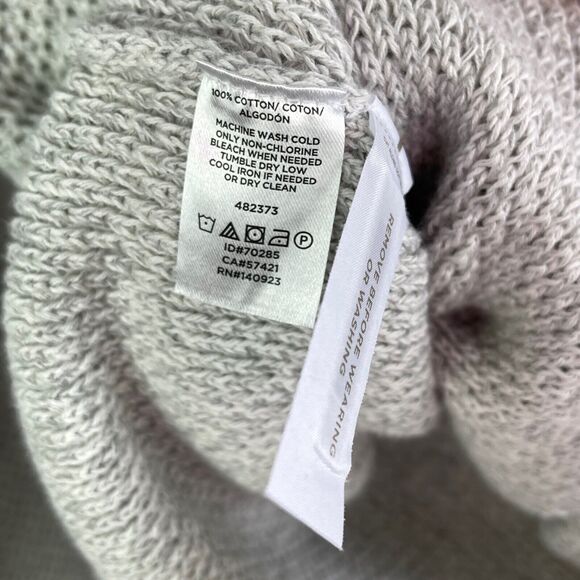 100% COTTON/ COTON/
ALGODÓN
MACHINE WASH COLD
ONLY NON-CHLORINE
BLEACH WHEN NEEDED
TUMBLE DRY LOW
COOL IRON IF NEEDED
OR DRY CLEAN
482373
P
ID#70285
CA#57421
RN#140923
REMOVE BEFORE WEARING
OR WASHING